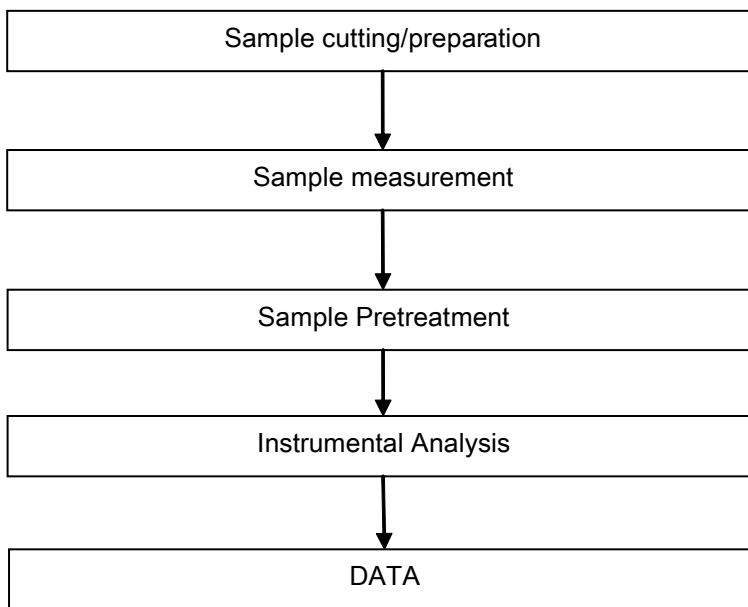 Sample cutting/preparation
Sample measurement
Sample Pretreatment
Instrumental Analysis
DATA